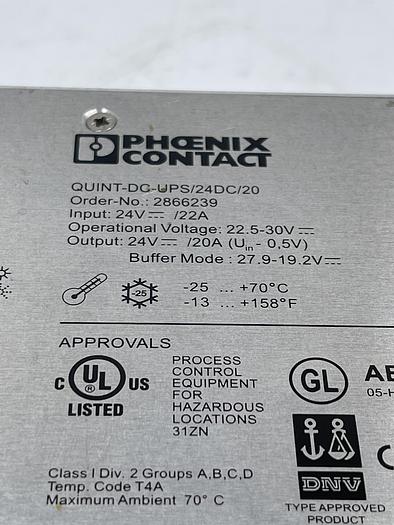 PHŒNIX
CONTACT
QUINT-DC-UPS/24DC/20
Order-No.: 2866239
Input: 24V⎓ /22A
Operational Voltage: 22.5-30V⎓
Output: 24V⎓ /20A (Uin - 0,5V)
Buffer Mode : 27.9-19.2V⎓
-25
-25 ... +70°C
-13 ... +158°F
APPROVALS
C UL US
LISTED
PROCESS
CONTROL
EQUIPMENT
FOR
HAZARDOUS
LOCATIONS
31ZN
GL
DNV
TYPE APPROVED
PRODUCT
Class I Div. 2 Groups A,B,C,D
Temp. Code T4A
Maximum Ambient 70° C